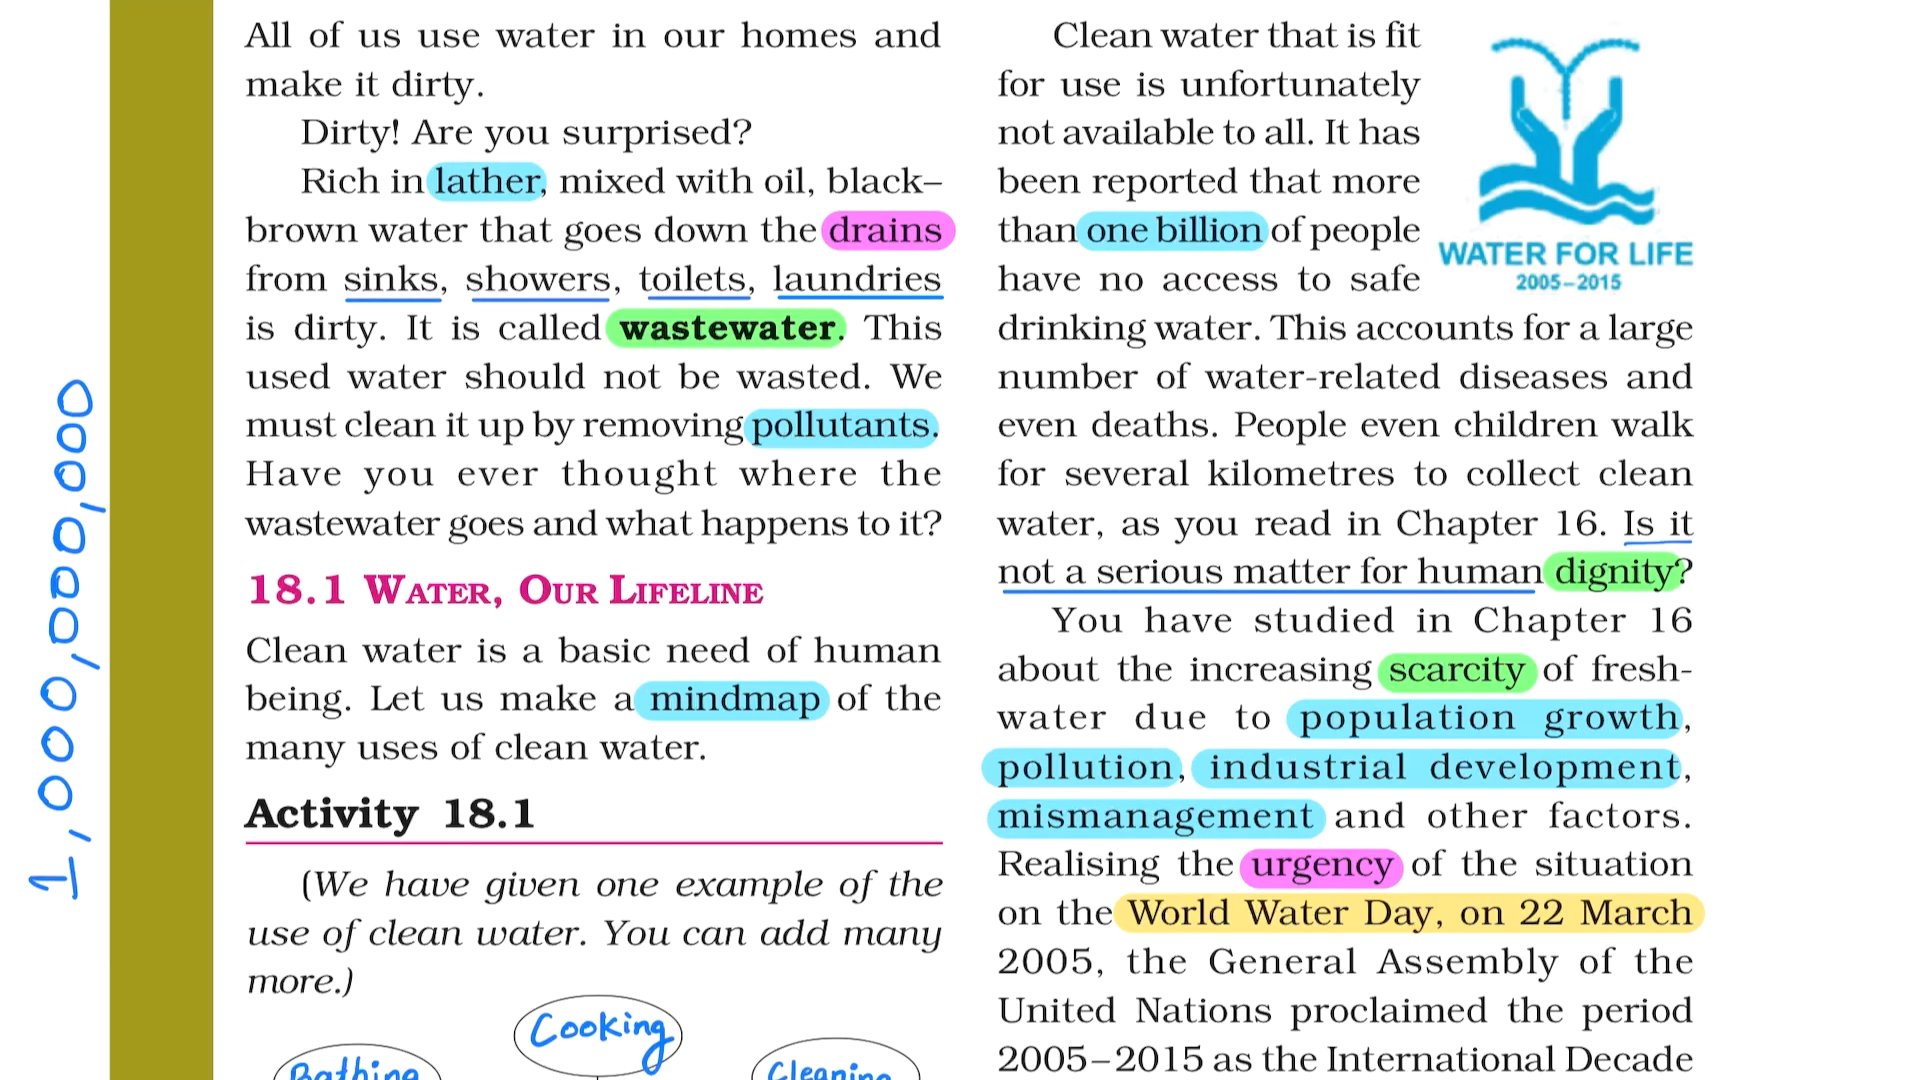 All of us use water in our homes and
make it dirty.
Dirty! Are you surprised?
Rich in lather, mixed with oil, black–
brown water that goes down the drains
from sinks, showers, toilets, laundries
is dirty. It is called wastewater. This
used water should not be wasted. We
must clean it up by removing pollutants.
Have you ever thought where the
wastewater goes and what happens to it?
18.1 WATER, OUR LIFELINE
Clean water is a basic need of human
being. Let us make a mindmap of the
many uses of clean water.
Activity 18.1
(We have given one example of the
use of clean water. You can add many
more.)
Cooking
Bathing
Cleaning
Clean water that is fit
for use is unfortunately
not available to all. It has
been reported that more
than one billion of people
have no access to safe
drinking water. This accounts for a large
number of water-related diseases and
even deaths. People even children walk
for several kilometres to collect clean
water, as you read in Chapter 16. Is it
not a serious matter for human dignity?
You have studied in Chapter 16
about the increasing scarcity of fresh-
water due to population growth,
pollution, industrial development,
mismanagement and other factors.
Realising the urgency of the situation
on the World Water Day, on 22 March
2005, the General Assembly of the
United Nations proclaimed the period
2005–2015 as the International Decade
WATER FOR LIFE
2005–2015
1,000,000,000